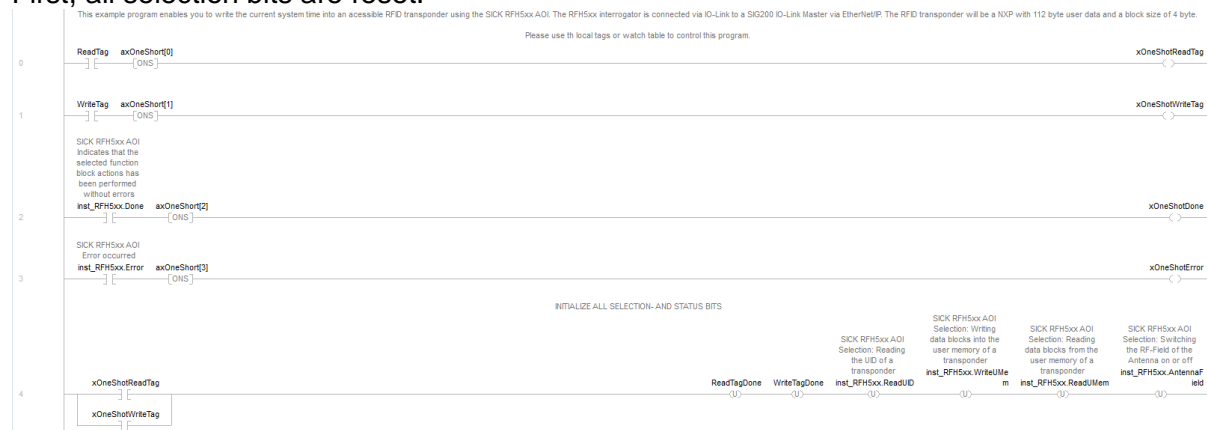 First, all selection bits are reset.
This example program enables you to write the current system time into an acessible RFID transponder using the SICK RFH5xx AOI. The RFH5xx interrogator is connected via IO-Link to a SIG200 IO-Link Master via EtherNet/IP. The RFID transponder will be a NXP with 112 byte user data and a block size of 4 byte.
Please use th local tags or watch table to control this program.
ReadTag axOneShort[0] xOneShotReadTag
0 ONS
WriteTag axOneShort[1] xOneShotWriteTag
1 ONS
SICK RFH5xx AOI
Indicates that the
selected function
block actions has
been performed
without errors
inst_RFH5xx.Done axOneShort[2] xOneShotDone
2 ONS
SICK RFH5xx AOI
Error occurred
inst_RFH5xx.Error axOneShort[3] xOneShotError
3 ONS
INITIALIZE ALL SELECTION- AND STATUS BITS
SICK RFH5xx AOI
Selection: Reading
the UID of a
transponder
inst_RFH5xx.ReadUID
SICK RFH5xx AOI
Selection: Writing
data blocks into the
user memory of a
transponder
inst_RFH5xx.WriteUMe
m
SICK RFH5xx AOI
Selection: Reading
data blocks from the
user memory of a
transponder
inst_RFH5xx.ReadUMem
SICK RFH5xx AOI
Selection: Switching
the RF-Field of the
Antenna on or off
inst_RFH5xx.AntennaF
ield
xOneShotReadTag ReadTagDone WriteTagDone
4 U U U U U U
xOneShotWriteTag